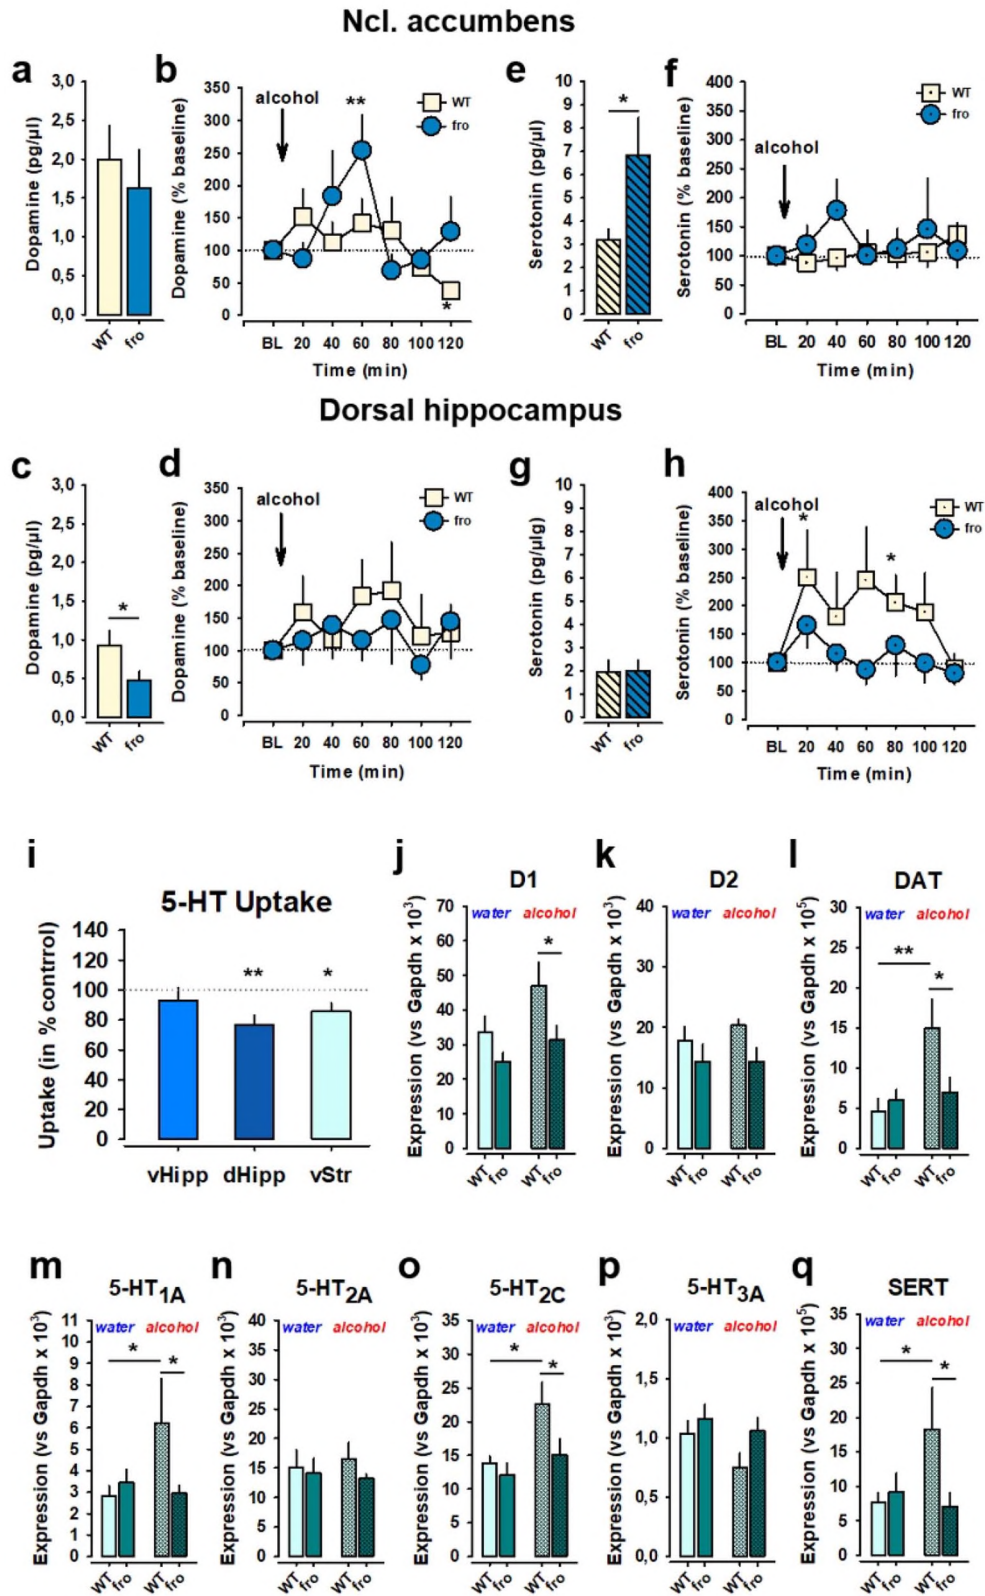 Ncl. accumbens
a
Dopamine (pg/µl)
3,0
2,5
2,0
1,5
1,0
0,5
0,0
WT
fro
b
Dopamine (% baseline)
350
300
250
200
150
100
50
0
alcohol
**
WT
fro
*
BL 20 40 60 80 100 120
Time (min)
e
Serotonin (pg/µl)
10
9
8
7
6
5
4
3
2
1
0
*
WT
fro
f
Serotonin (% baseline)
400
350
300
250
200
150
100
50
0
alcohol
WT
fro
BL 20 40 60 80 100 120
Time (min)
Dorsal hippocampus
c
Dopamine (pg/µl)
3,0
2,5
2,0
1,5
1,0
0,5
0,0
*
WT
fro
d
Dopamine (% baseline)
350
300
250
200
150
100
50
0
alcohol
WT
fro
BL 20 40 60 80 100 120
Time (min)
g
Serotonin (pg/µlg)
10
9
8
7
6
5
4
3
2
1
0
WT
fro
h
Serotonin (% baseline)
400
350
300
250
200
150
100
50
0
alcohol
*
*
WT
fro
BL 20 40 60 80 100 120
Time (min)
i
5-HT Uptake
Uptake (in % contrrol)
140
120
100
80
60
40
20
0
** *
vHipp dHipp vStr
j
D1
Expression (vs Gapdh x 10³)
70
60
50
40
30
20
10
0
water alcohol
*
WT fro WT fro
k
D2
Expression (vs Gapdh x 10³)
40
30
20
10
0
water alcohol
WT fro WT fro
l
DAT
Expression (vs Gapdh x 10⁵)
30
25
20
15
10
5
0
water alcohol
**
*
WT fro WT fro
m
5-HT1A
Expression (vs Gapdh x 10³)
11
10
9
8
7
6
5
4
3
2
1
0
water alcohol
*
*
WT fro WT fro
n
5-HT2A
Expression (vs Gapdh x 10³)
40
35
30
25
20
15
10
5
0
water alcohol
WT fro WT fro
o
5-HT2C
Expression (vs Gapdh x 10³)
35
30
25
20
15
10
5
0
water alcohol
*
*
WT fro WT fro
p
5-HT3A
Expression (vs Gapdh x 10³)
2,0
1,5
1,0
0,5
0,0
water alcohol
WT fro WT fro
q
SERT
Expression (vs Gapdh x 10⁵)
35
30
25
20
15
10
5
0
water alcohol
*
*
WT fro WT fro